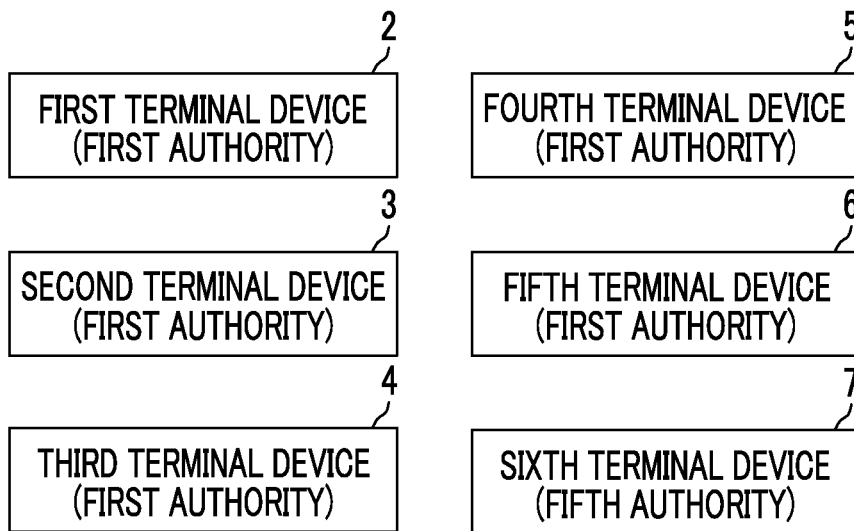 2
FIRST TERMINAL DEVICE
(FIRST AUTHORITY)
3
SECOND TERMINAL DEVICE
(FIRST AUTHORITY)
4
THIRD TERMINAL DEVICE
(FIRST AUTHORITY)
5
FOURTH TERMINAL DEVICE
(FIRST AUTHORITY)
6
FIFTH TERMINAL DEVICE
(FIRST AUTHORITY)
7
SIXTH TERMINAL DEVICE
(FIFTH AUTHORITY)